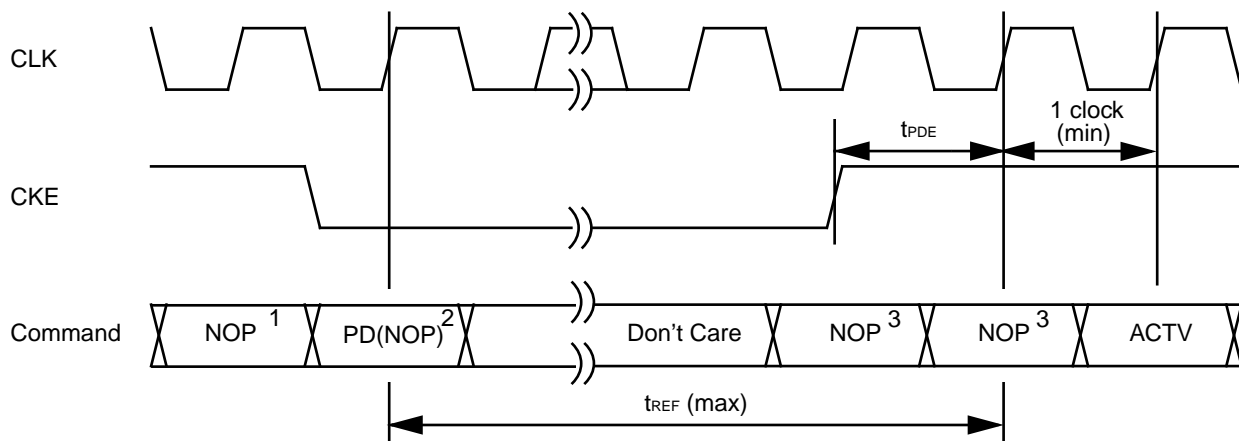 CLK
tPDE
1 clock
(min)
CKE
Command
NOP 1
PD(NOP) 2
Don't Care
NOP 3
NOP 3
ACTV
tREF (max)